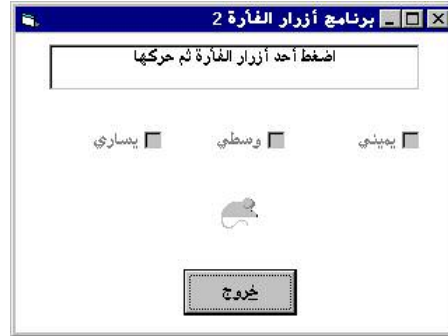 برنامج أزرار الفأرة 2
اضغط أحد أزرار الفأرة ثم حركها
يميني وسطي يساري
خروج